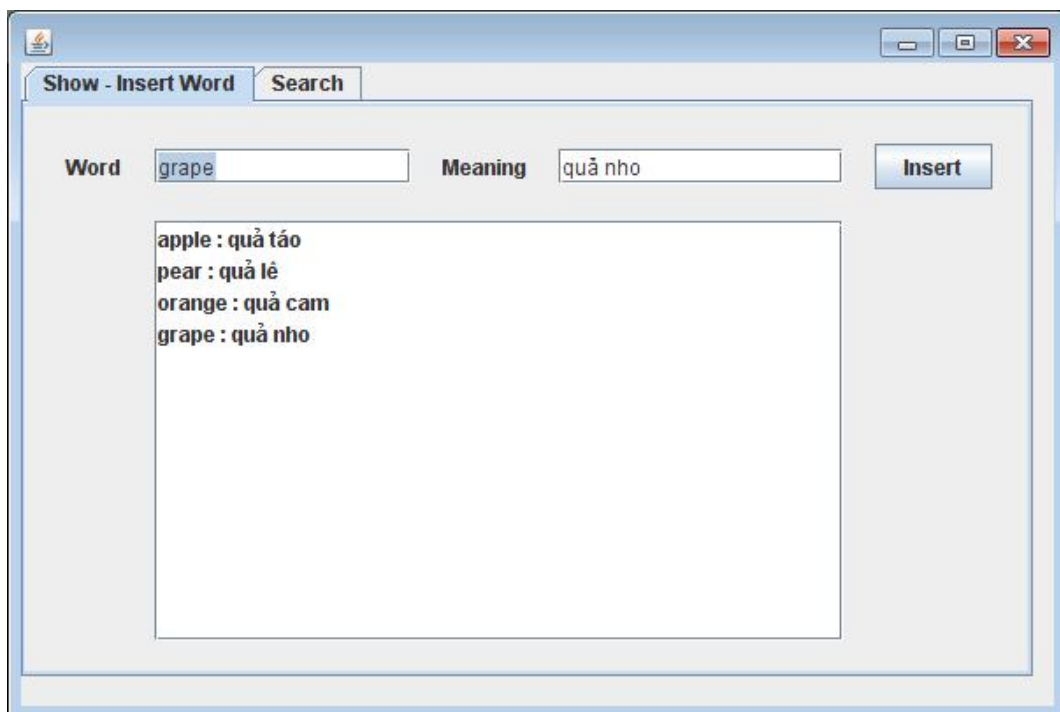 Show - Insert Word Search
Word grape Meaning quả nho Insert
apple : quả táo
pear : quả lê
orange : quả cam
grape : quả nho